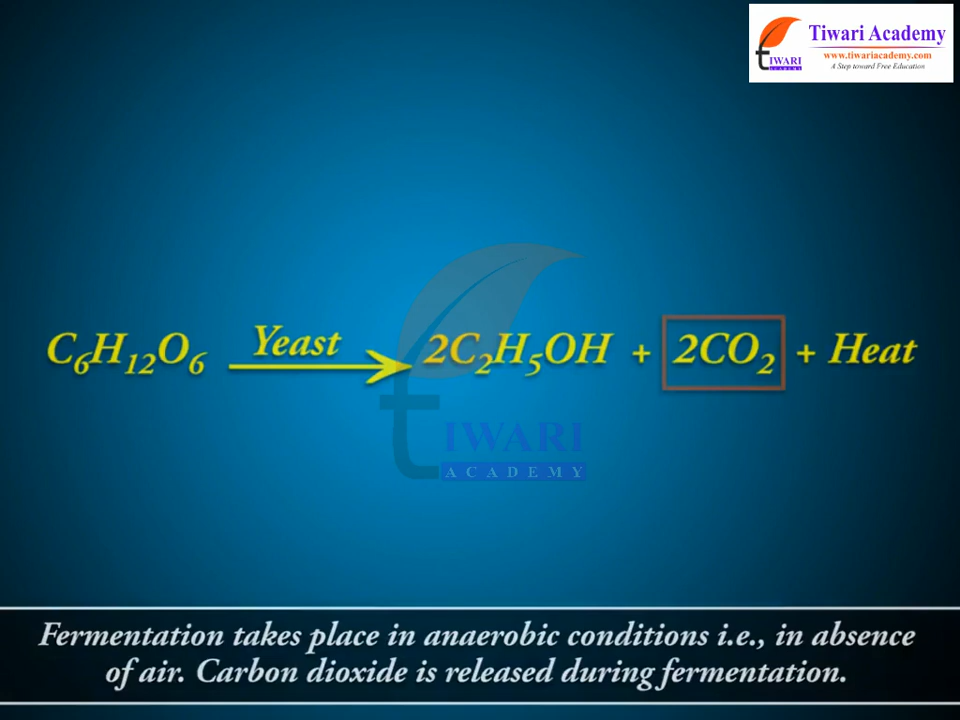 Tiwari Academy
www.tiwariacademy.com
A Step toward Free Education
tIWARI
ACADEMY
C₆H₁₂O₆ Yeast 2C₂H₅OH + 2CO₂ + Heat
tIWARI
ACADEMY
Fermentation takes place in anaerobic conditions i.e., in absence
of air. Carbon dioxide is released during fermentation.